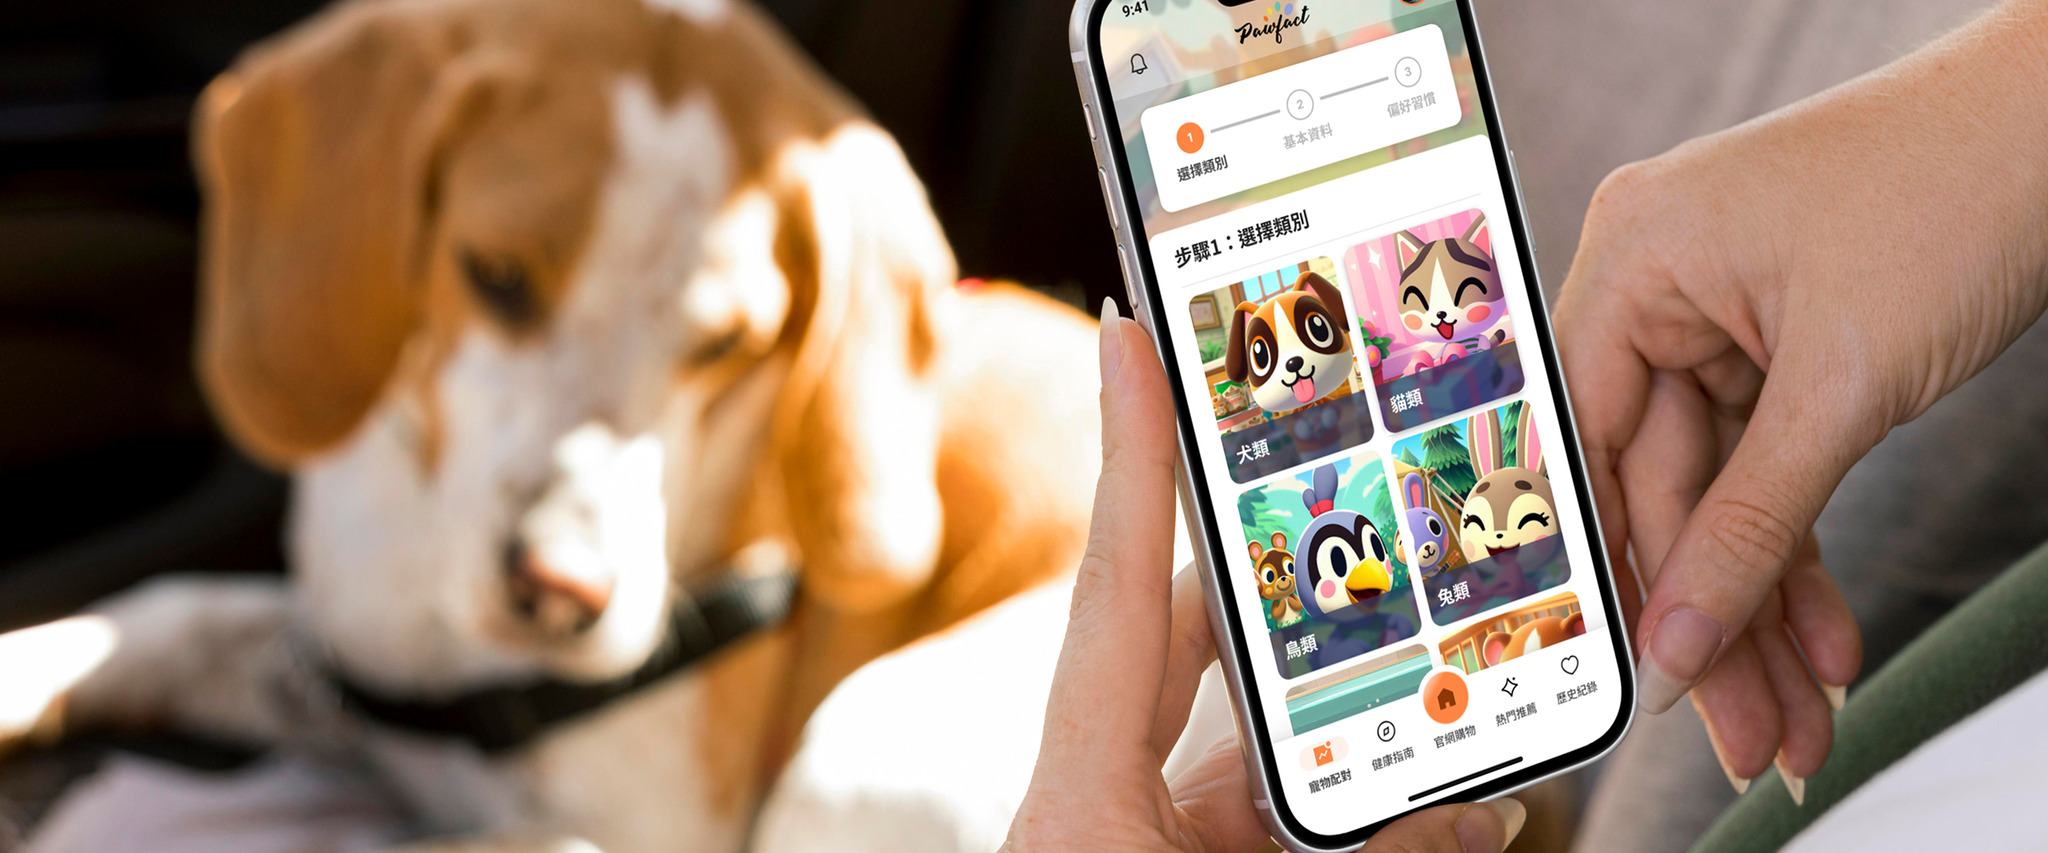 9:41
Pawfact
1
2
3
選擇類別
基本資料
偏好習慣
步驟1：選擇類別
犬類
貓類
鳥類
兔類
寵物配對
健康指南
官網購物
熱門推薦
歷史紀錄